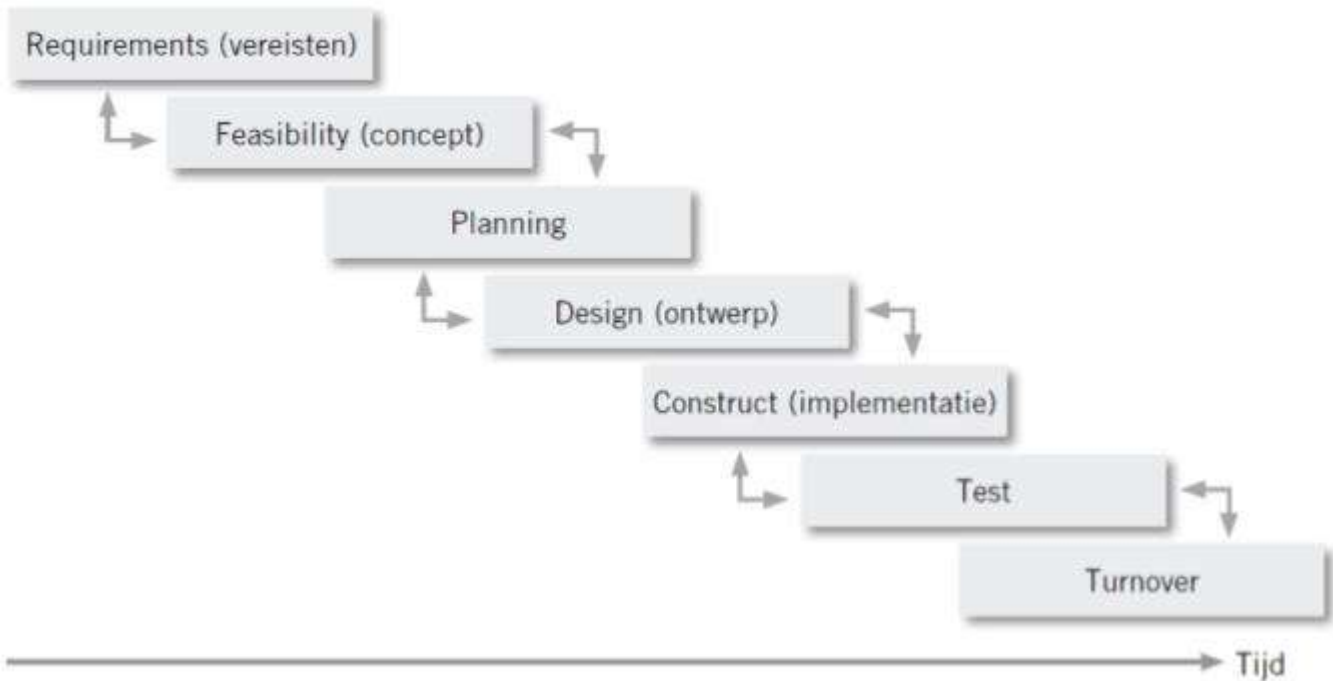 Requirements (vereisten)
Feasibility (concept)
Planning
Design (ontwerp)
Construct (implementatie)
Test
Turnover
Tijd